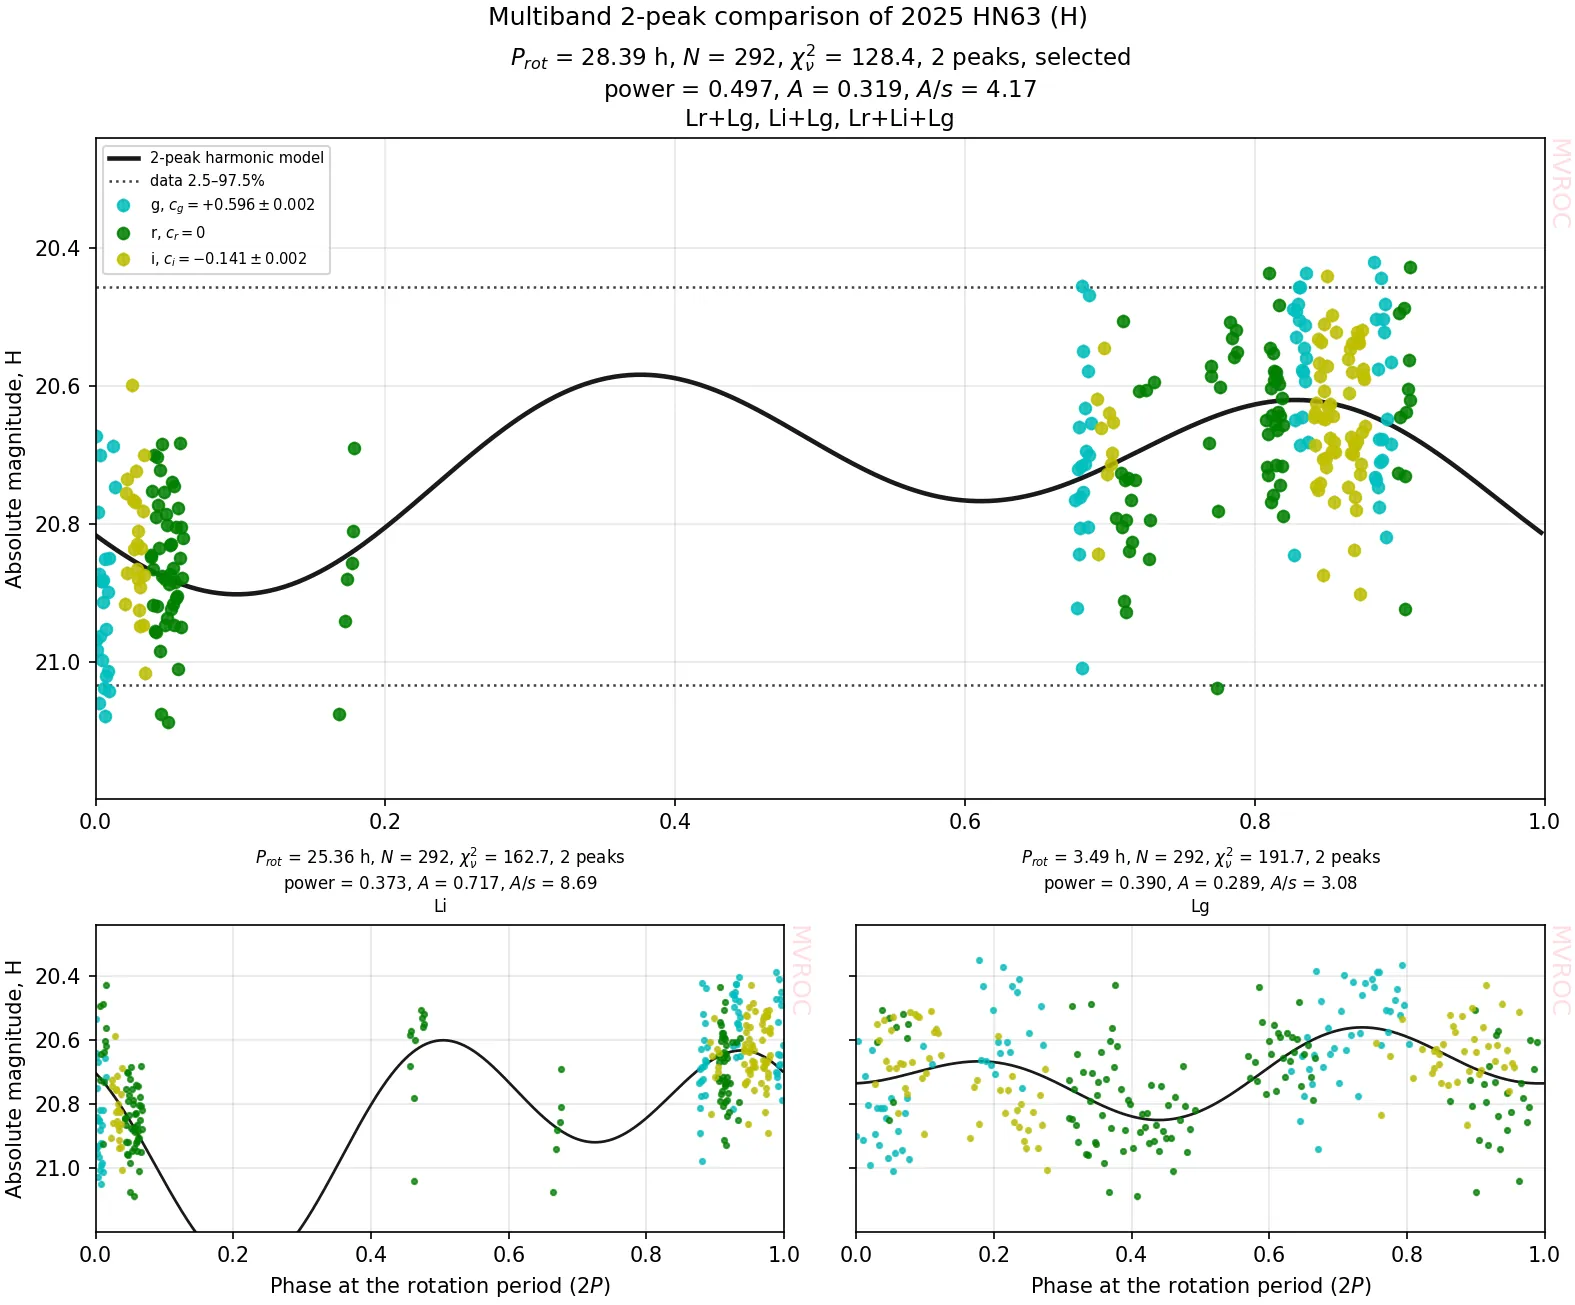 Multiband 2-peak comparison of 2025 HN63 (H)
P_rot = 28.39 h, N = 292, χ²_ν = 128.4, 2 peaks, selected
power = 0.497, A = 0.319, A/s = 4.17
Lr+Lg, Li+Lg, Lr+Li+Lg
2-peak harmonic model
data 2.5–97.5%
g, c_g = +0.596 ± 0.002
r, c_r = 0
i, c_i = −0.141 ± 0.002
MVROC
Absolute magnitude, H
20.4
20.6
20.8
21.0
0.0 0.2 0.4 0.6 0.8 1.0
P_rot = 25.36 h, N = 292, χ²_ν = 162.7, 2 peaks
power = 0.373, A = 0.717, A/s = 8.69
Li
MVROC
Absolute magnitude, H
20.4
20.6
20.8
21.0
0.0 0.2 0.4 0.6 0.8 1.0
Phase at the rotation period (2P)
P_rot = 3.49 h, N = 292, χ²_ν = 191.7, 2 peaks
power = 0.390, A = 0.289, A/s = 3.08
Lg
MVROC
0.0 0.2 0.4 0.6 0.8 1.0
Phase at the rotation period (2P)